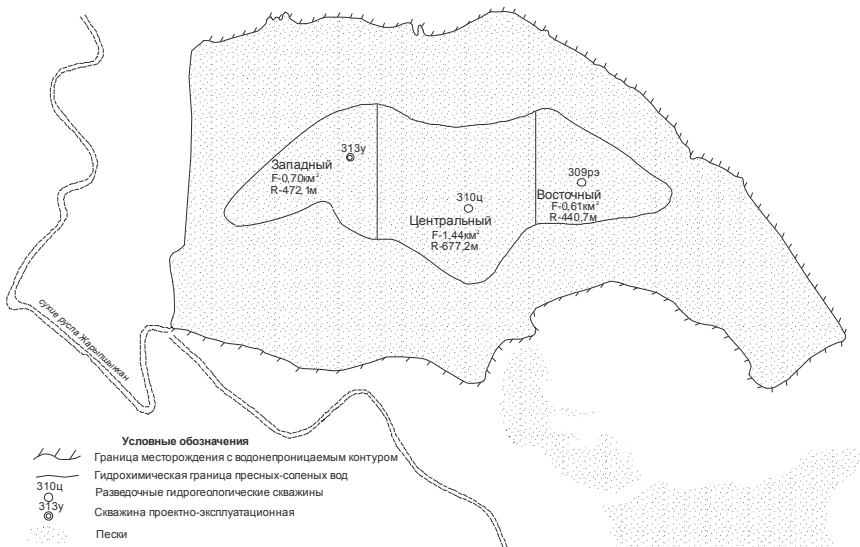 313у
Западный
F-0,70км²
R-472,1м
310ц
Центральный
F-1,44км²
R-677,2м
309рэ
Восточный
F-0,61км²
R-440,7м
сухие русла Жарыпшыккан
Условные обозначения
Граница месторождения с водонепроницаемым контуром
Гидрохимическая граница пресных-соленых вод
310ц
Разведочные гидрогеологические скважины
313у
Скважина проектно-эксплуатационная
Пески